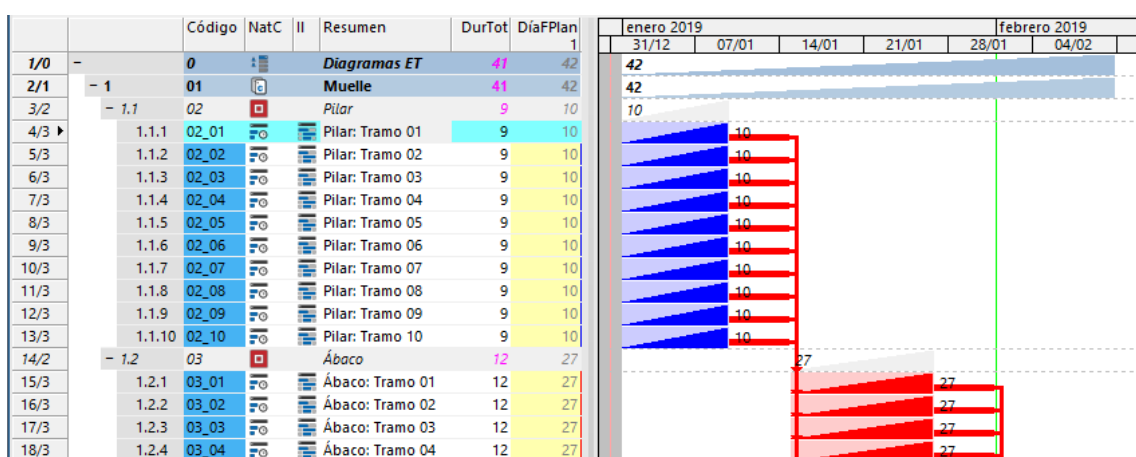 Código NatC II Resumen DurTot DíaFPlan enero 2019 febrero 2019
1 31/12 07/01 14/01 21/01 28/01 04/02
1/0 − 0 Diagramas ET 41 42 42
2/1 − 1 01 Muelle 41 42 42
3/2 − 1.1 02 Pilar 9 10 10
4/3 1.1.1 02_01 Pilar: Tramo 01 9 10 10
5/3 1.1.2 02_02 Pilar: Tramo 02 9 10 10
6/3 1.1.3 02_03 Pilar: Tramo 03 9 10 10
7/3 1.1.4 02_04 Pilar: Tramo 04 9 10 10
8/3 1.1.5 02_05 Pilar: Tramo 05 9 10 10
9/3 1.1.6 02_06 Pilar: Tramo 06 9 10 10
10/3 1.1.7 02_07 Pilar: Tramo 07 9 10 10
11/3 1.1.8 02_08 Pilar: Tramo 08 9 10 10
12/3 1.1.9 02_09 Pilar: Tramo 09 9 10 10
13/3 1.1.10 02_10 Pilar: Tramo 10 9 10 10
14/2 − 1.2 03 Ábaco 12 27 27
15/3 1.2.1 03_01 Ábaco: Tramo 01 12 27 27
16/3 1.2.2 03_02 Ábaco: Tramo 02 12 27 27
17/3 1.2.3 03_03 Ábaco: Tramo 03 12 27 27
18/3 1.2.4 03_04 Ábaco: Tramo 04 12 27 27